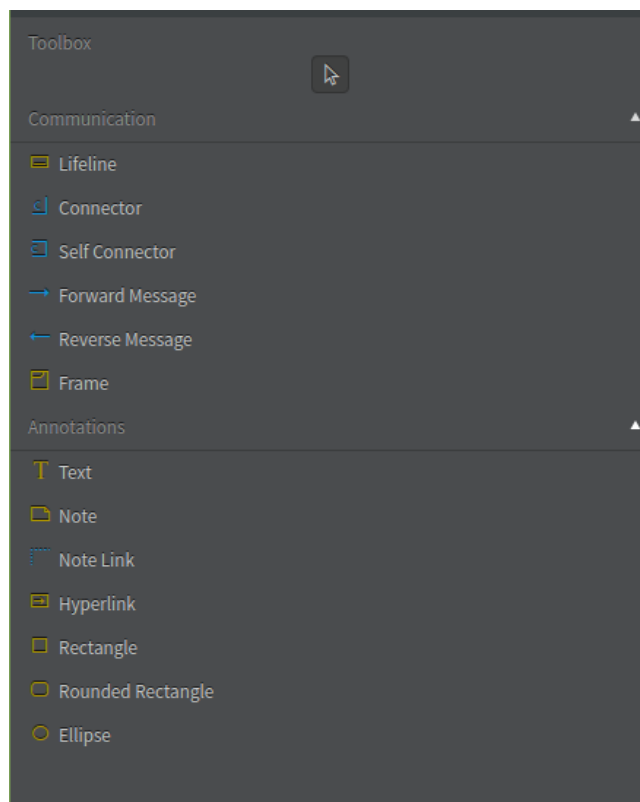 Toolbox
Communication
Lifeline
Connector
Self Connector
Forward Message
Reverse Message
Frame
Annotations
Text
Note
Note Link
Hyperlink
Rectangle
Rounded Rectangle
Ellipse